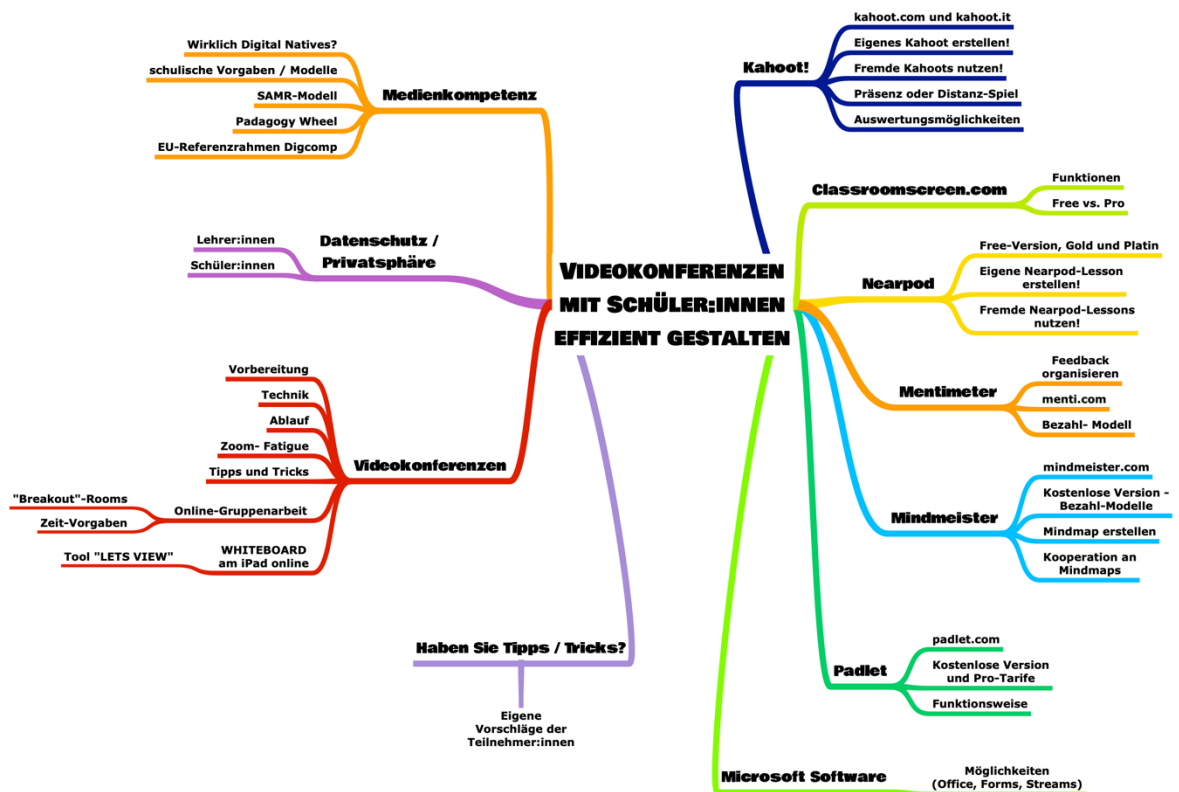 VIDEOKONFERENZEN
MIT SCHÜLER:INNEN
EFFIZIENT GESTALTEN
Medienkompetenz
Wirklich Digital Natives?
schulische Vorgaben / Modelle
SAMR-Modell
Padagogy Wheel
EU-Referenzrahmen Digcomp
Datenschutz /
Privatsphäre
Lehrer:innen
Schüler:innen
Videokonferenzen
Vorbereitung
Technik
Ablauf
Zoom- Fatigue
Tipps und Tricks
Online-Gruppenarbeit
"Breakout"-Rooms
Zeit-Vorgaben
WHITEBOARD
am iPad online
Tool "LETS VIEW"
Haben Sie Tipps / Tricks?
Eigene
Vorschläge der
Teilnehmer:innen
Kahoot!
kahoot.com und kahoot.it
Eigenes Kahoot erstellen!
Fremde Kahoots nutzen!
Präsenz oder Distanz-Spiel
Auswertungsmöglichkeiten
Classroomscreen.com
Funktionen
Free vs. Pro
Nearpod
Free-Version, Gold und Platin
Eigene Nearpod-Lesson
erstellen!
Fremde Nearpod-Lessons
nutzen!
Mentimeter
Feedback
organisieren
menti.com
Bezahl- Modell
Mindmeister
mindmeister.com
Kostenlose Version -
Bezahl-Modelle
Mindmap erstellen
Kooperation an
Mindmaps
Padlet
padlet.com
Kostenlose Version
und Pro-Tarife
Funktionsweise
Microsoft Software
Möglichkeiten
(Office, Forms, Streams)